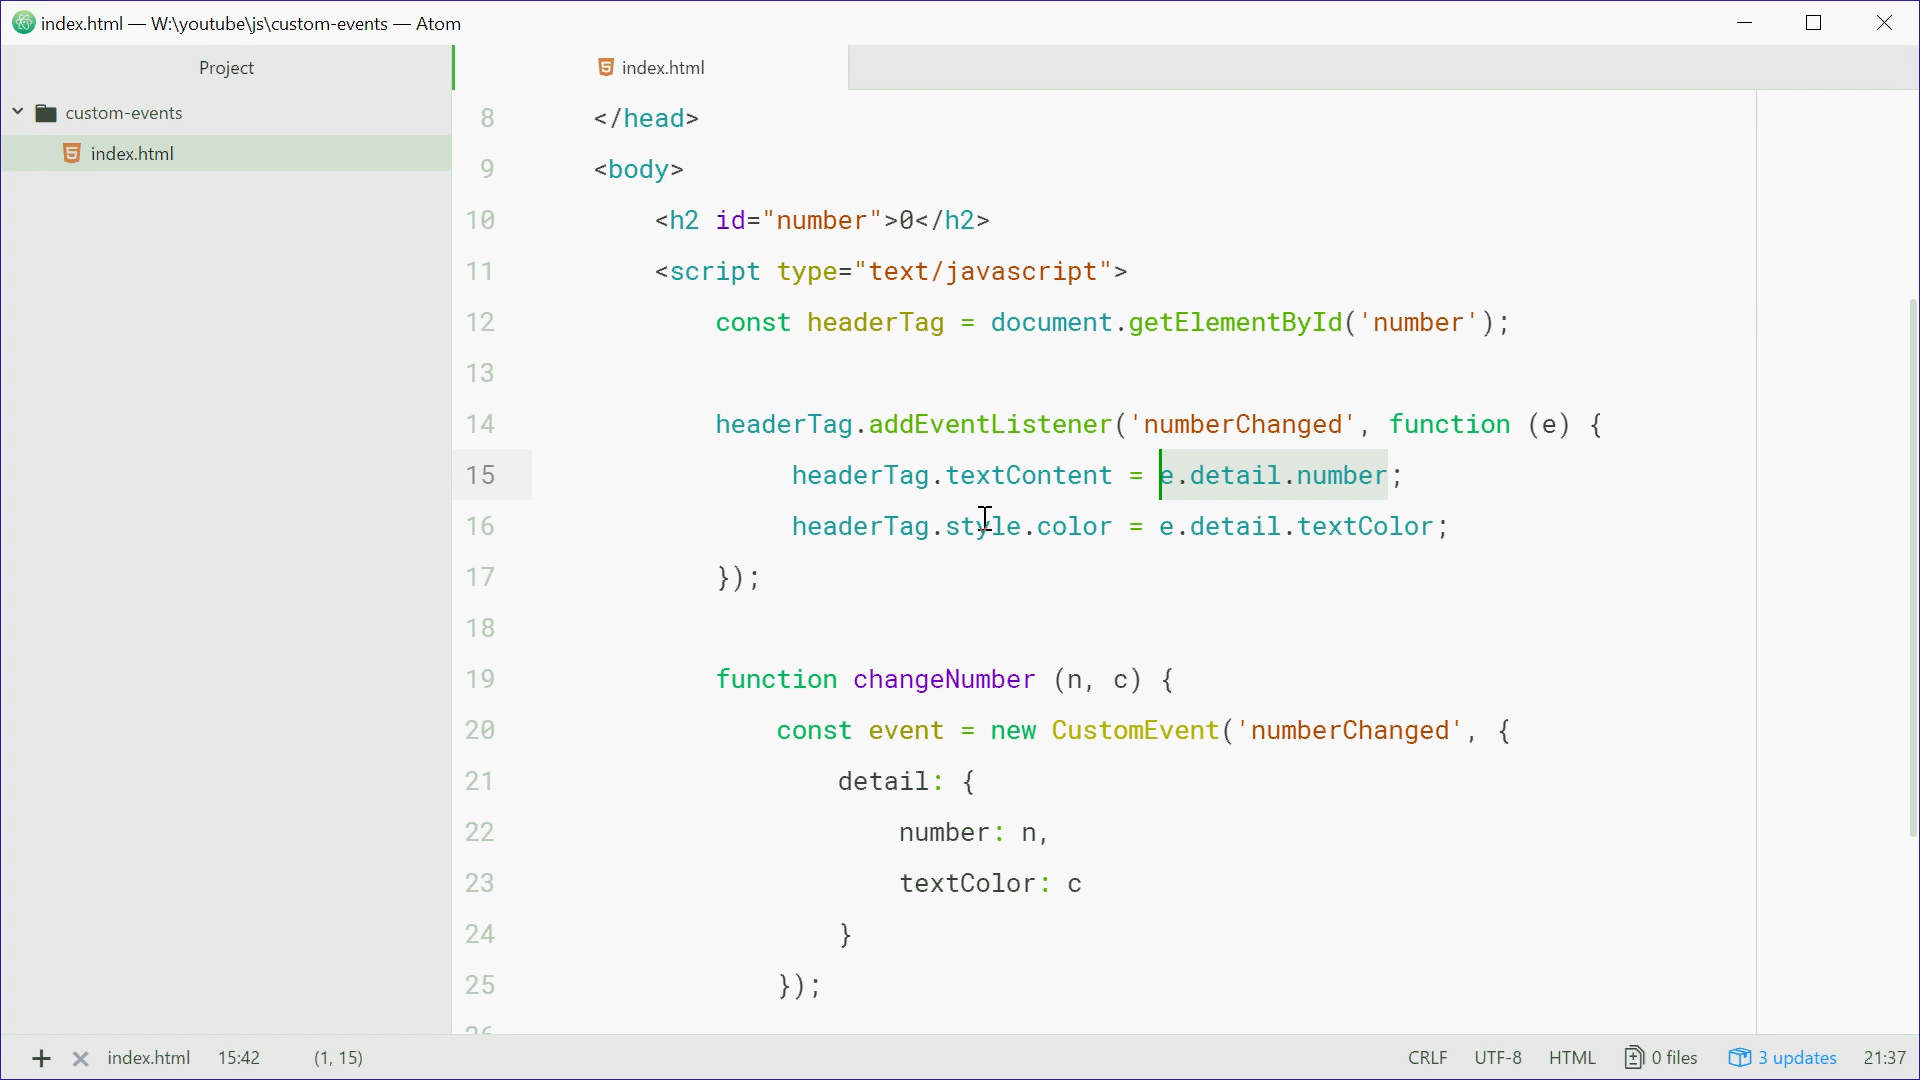 index.html — W:\youtube\js\custom-events — Atom
Project
index.html
custom-events
index.html
8 </head>
9 <body>
10 <h2 id="number">0</h2>
11 <script type="text/javascript">
12 const headerTag = document.getElementById('number');
13
14 headerTag.addEventListener('numberChanged', function (e) {
15 headerTag.textContent = e.detail.number;
16 headerTag.style.color = e.detail.textColor;
17 });
18
19 function changeNumber (n, c) {
20 const event = new CustomEvent('numberChanged', {
21 detail: {
22 number: n,
23 textColor: c
24 }
25 });
26
index.html 15:42 (1, 15) CRLF UTF-8 HTML 0 files 3 updates 21:37